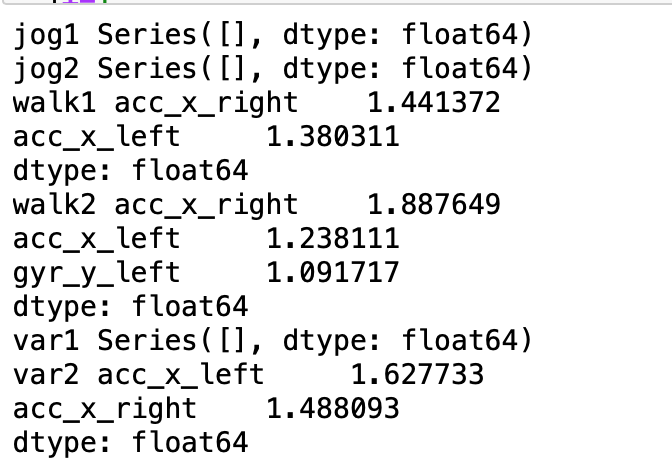 jog1 Series([], dtype: float64)
jog2 Series([], dtype: float64)
walk1 acc_x_right    1.441372
acc_x_left     1.380311
dtype: float64
walk2 acc_x_right    1.887649
acc_x_left     1.238111
gyr_y_left     1.091717
dtype: float64
var1 Series([], dtype: float64)
var2 acc_x_left     1.627733
acc_x_right    1.488093
dtype: float64